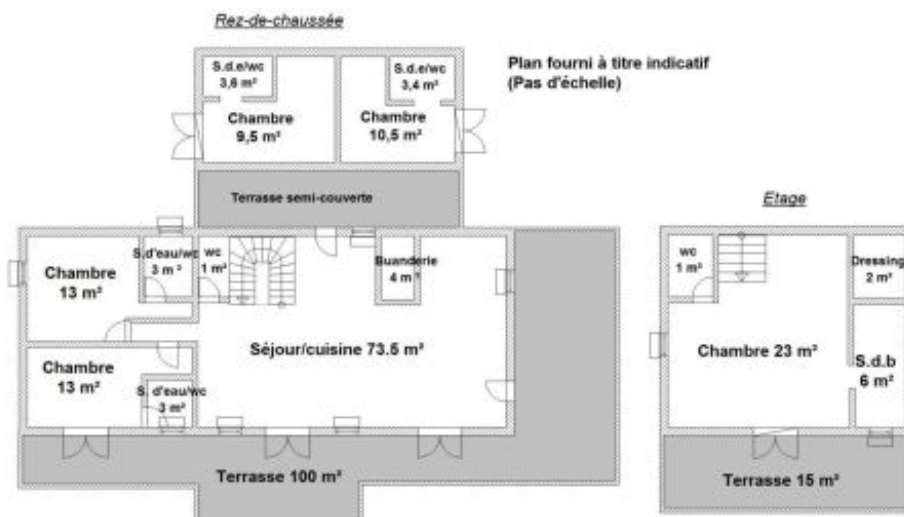 Rez-de-chaussée
Plan fourni à titre indicatif
(Pas d'échelle)
S.d.e/wc
3,6 m²
S.d.e/wc
3,4 m²
Chambre
9,5 m²
Chambre
10,5 m²
Terrasse semi-couverte
Etage
S.d'eau/wc
3 m²
wc
1 m²
Buanderie
4 m²
Chambre
13 m²
Séjour/cuisine 73.5 m²
Chambre
13 m²
S. d'eau/wc
3 m²
Terrasse 100 m²
wc
1 m²
Dressing
2 m²
Chambre 23 m²
S.d.b
6 m²
Terrasse 15 m²